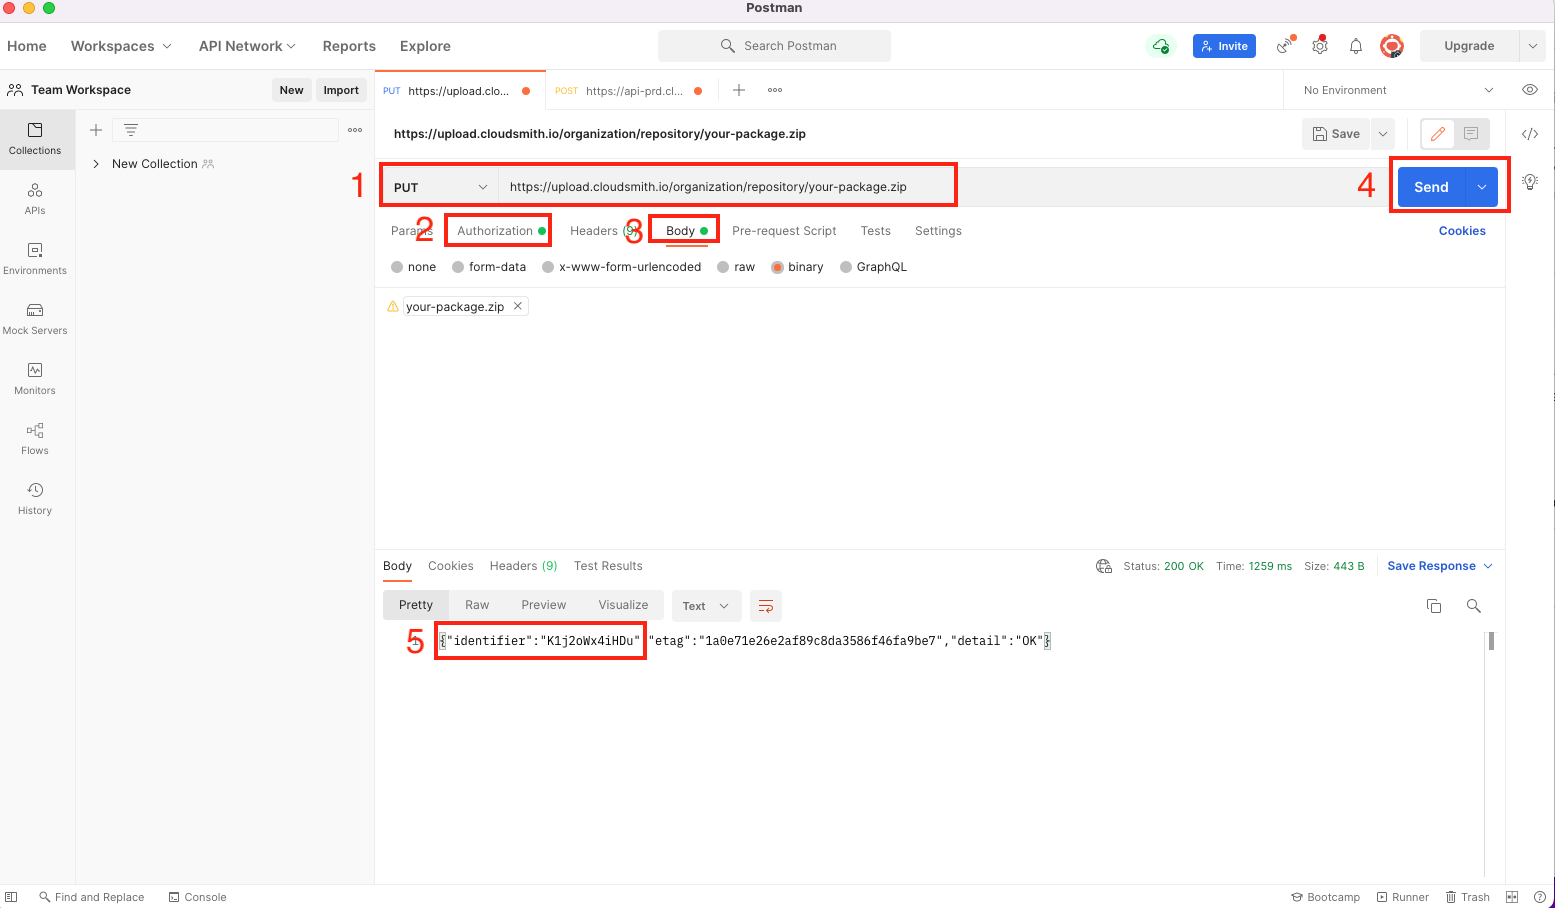 Postman
Home Workspaces API Network Reports Explore Search Postman Invite Upgrade
Team Workspace New Import PUT https://upload.clo... POST https://api-prd.cl... No Environment
https://upload.cloudsmith.io/organization/repository/your-package.zip Save
Collections
New Collection
1 PUT https://upload.cloudsmith.io/organization/repository/your-package.zip 4 Send
APIs
Params 2 Authorization Headers (9) 3 Body Pre-request Script Tests Settings Cookies
none form-data x-www-form-urlencoded raw binary GraphQL
Environments
your-package.zip
Mock Servers
Monitors
Flows
History
Body Cookies Headers (9) Test Results Status: 200 OK Time: 1259 ms Size: 443 B Save Response
Pretty Raw Preview Visualize Text
5 1 {"identifier":"K1j2oWx4iHDu" "etag":"1a0e71e26e2af89c8da3586f46fa9be7","detail":"OK"}
Find and Replace Console Bootcamp Runner Trash